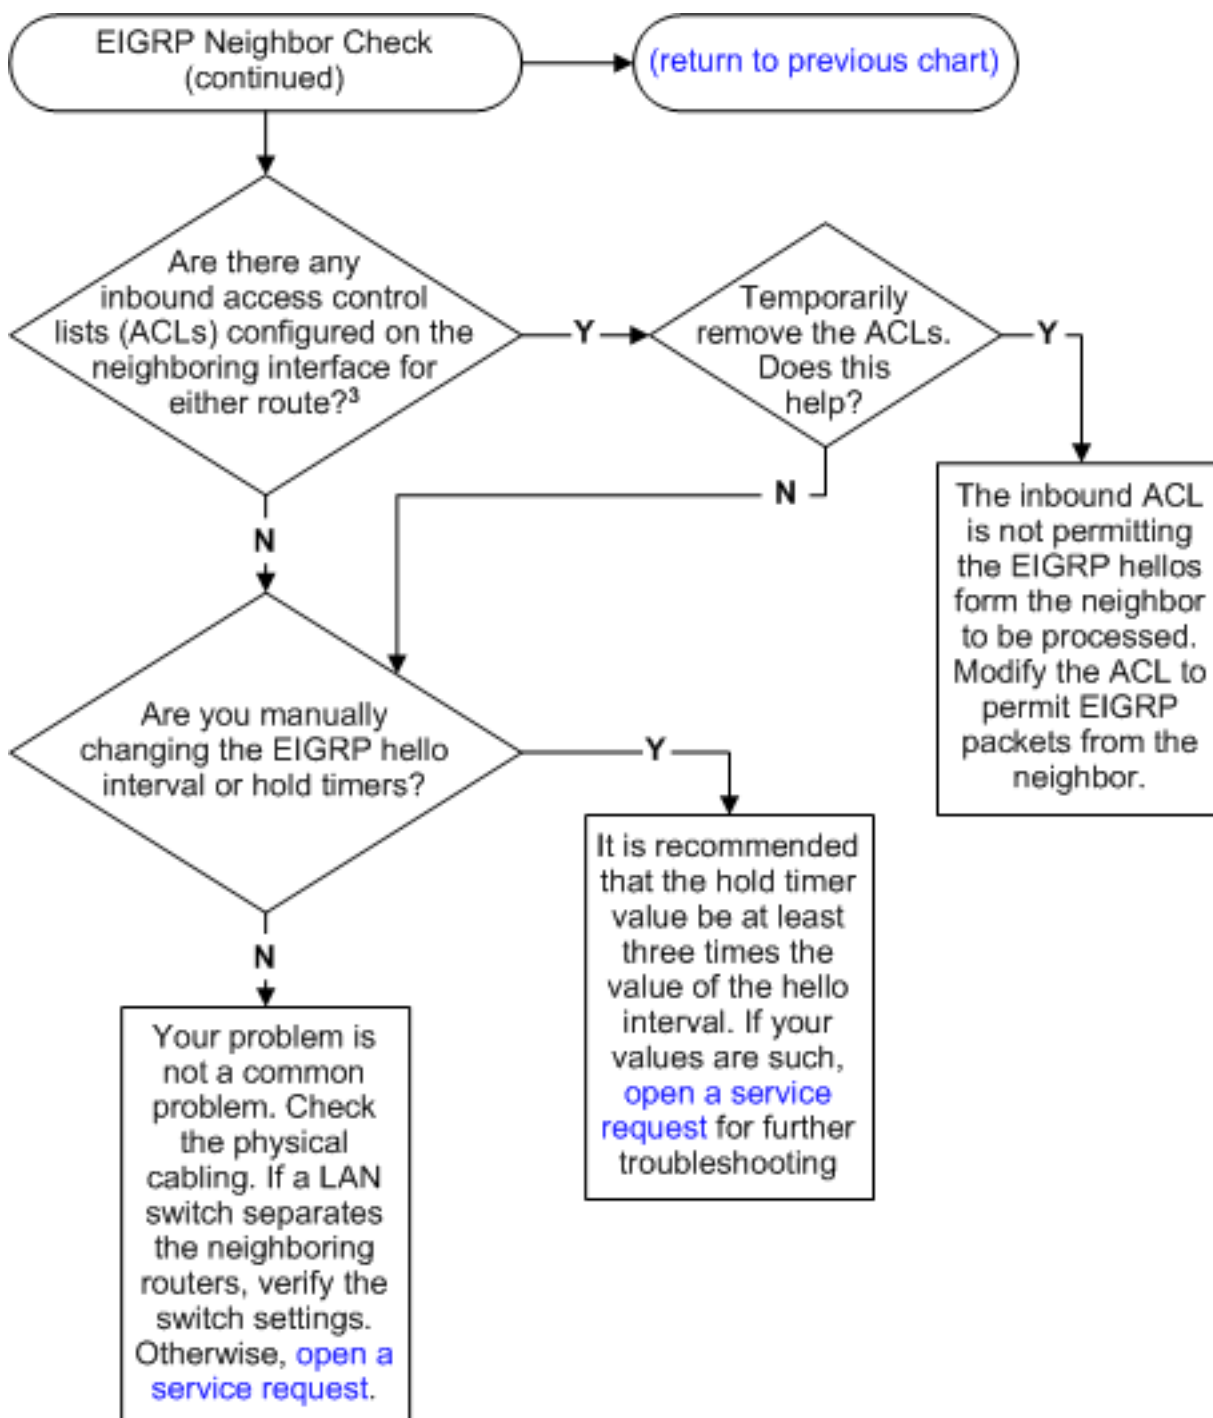 EIGRP Neighbor Check
(continued)
(return to previous chart)
Are there any
inbound access control
lists (ACLs) configured on the
neighboring interface for
either route?³
Y
Temporarily
remove the ACLs.
Does this
help?
Y
The inbound ACL
is not permitting
the EIGRP hellos
form the neighbor
to be processed.
Modify the ACL to
permit EIGRP
packets from the
neighbor.
N
N
Are you manually
changing the EIGRP hello
interval or hold timers?
Y
It is recommended
that the hold timer
value be at least
three times the
value of the hello
interval. If your
values are such,
open a service
request for further
troubleshooting
N
Your problem is
not a common
problem. Check
the physical
cabling. If a LAN
switch separates
the neighboring
routers, verify the
switch settings.
Otherwise, open a
service request.